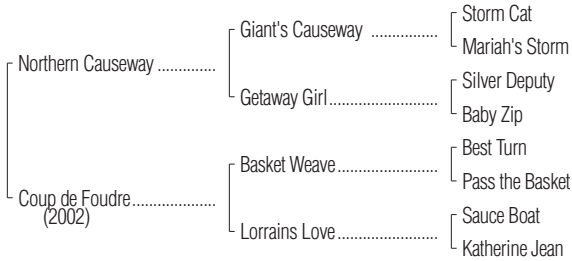 Storm Cat
Giant's Causeway ................
Mariah's Storm
Northern Causeway ..............
Silver Deputy
Getaway Girl..........................
Baby Zip
Best Turn
Basket Weave........................
Pass the Basket
Coup de Foudre....................
(2002)
Sauce Boat
Lorrains Love........................
Katherine Jean